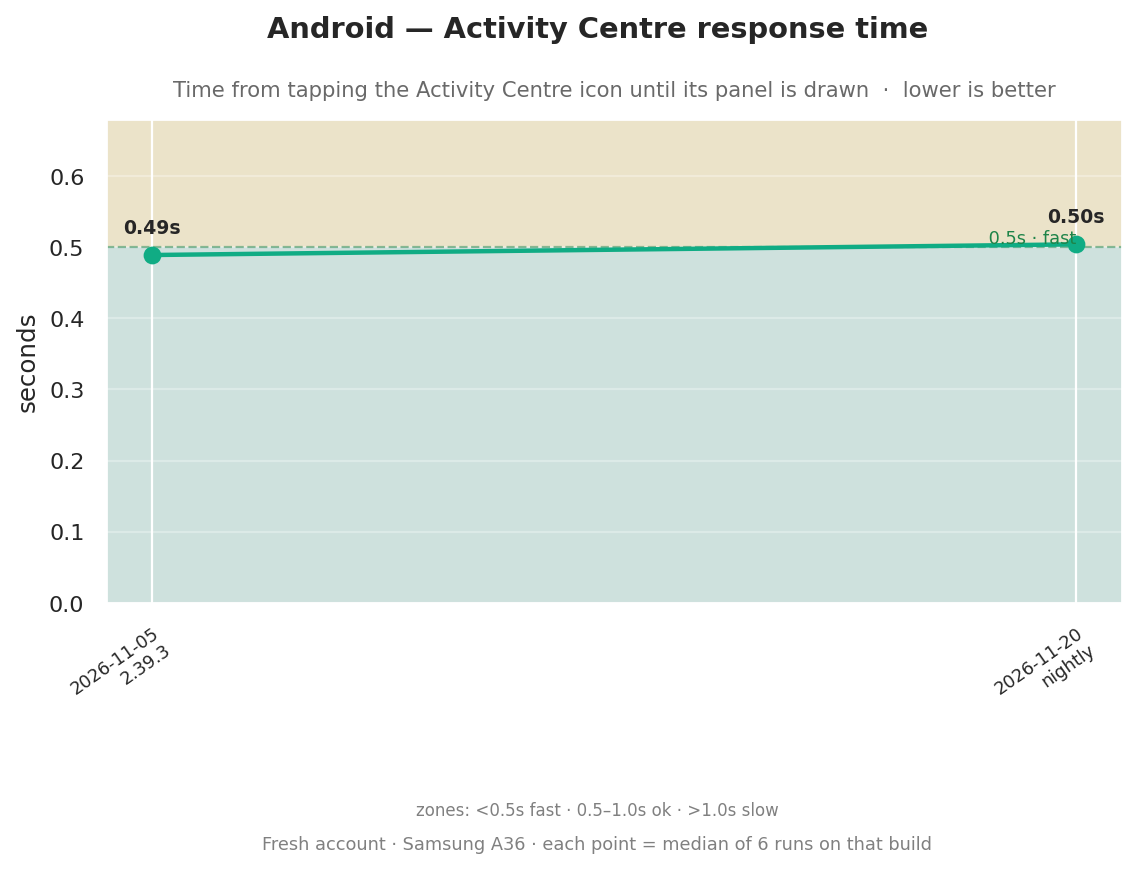 Android — Activity Centre response time
Time from tapping the Activity Centre icon until its panel is drawn · lower is better
0.6
0.5
0.4
0.3
0.2
0.1
0.0
seconds
0.49s
0.50s
0.5s · fast
2026-11-05
2.39.3
2026-11-20
nightly
zones: <0.5s fast · 0.5–1.0s ok · >1.0s slow
Fresh account · Samsung A36 · each point = median of 6 runs on that build